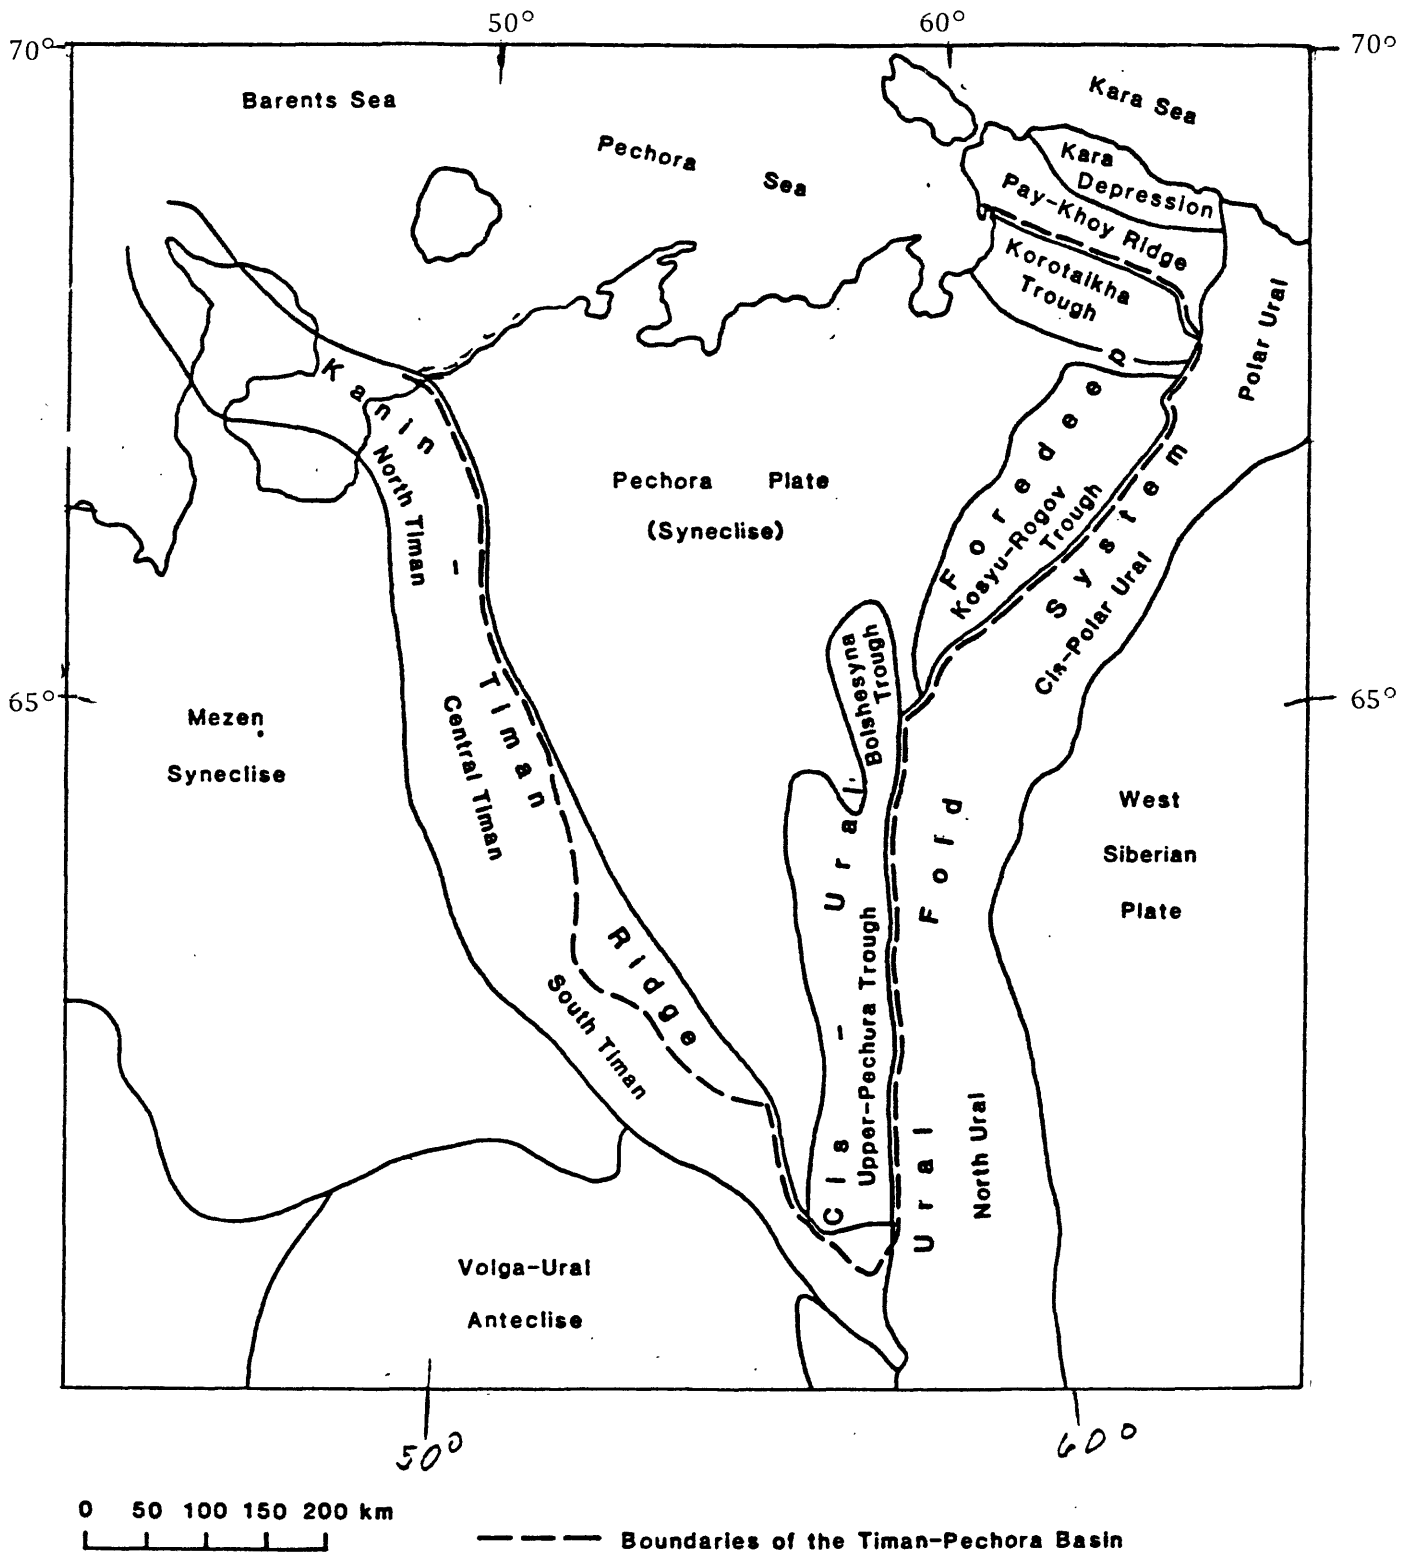 50°
60°
70°
70°
Barents Sea
Kara Sea
Pechora Sea
Kara
Depression
Pay-Khoy Ridge
Korotaikha
Trough
Polar Ural
Kanin - Timan Ridge
North Timan
Pechora Plate
(Syneclise)
Cis - Ural Foredeep
Kosyu-Rogov
Trough
Ural Fold System
Cis-Polar Ural
Bolshesyna
Trough
65°
65°
Mezen
Syneclise
Central Timan
West
Siberian
Plate
South Timan
Upper-Pechura Trough
North Ural
Volga-Ural
Anteclise
50°
60°
0 50 100 150 200 km
Boundaries of the Timan-Pechora Basin